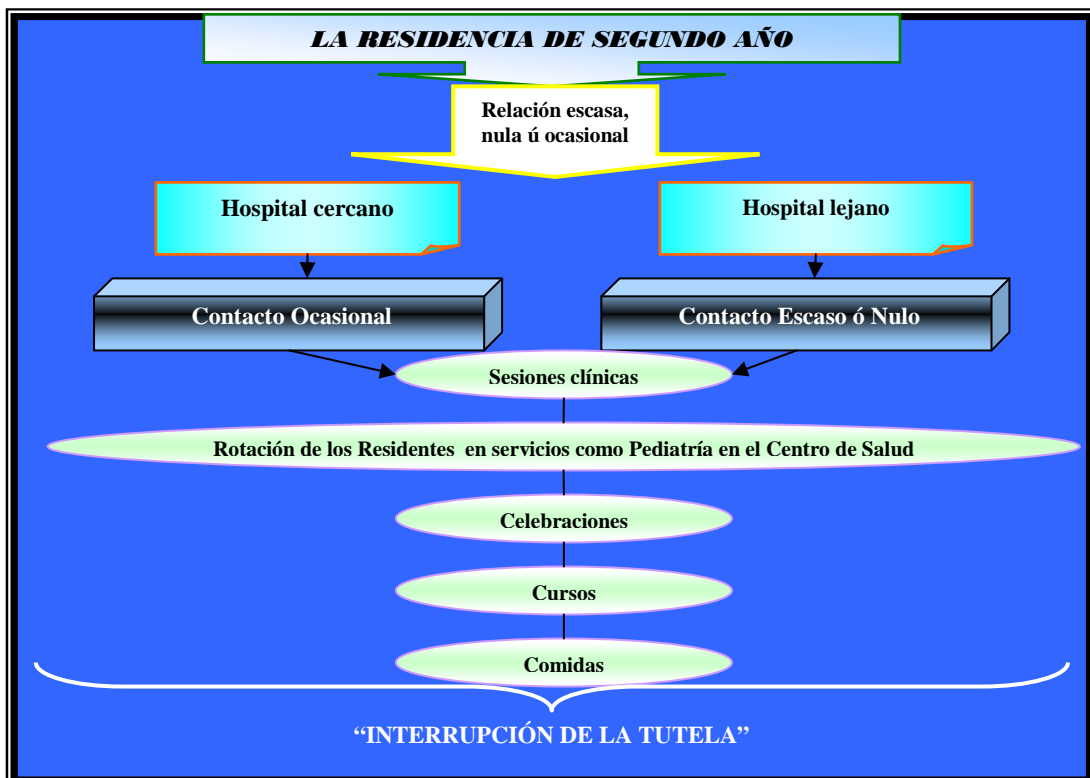 LA RESIDENCIA DE SEGUNDO AÑO
Relación escasa,
nula ú ocasional
Hospital cercano
Hospital lejano
Contacto Ocasional
Contacto Escaso ó Nulo
Sesiones clínicas
Rotación de los Residentes en servicios como Pediatría en el Centro de Salud
Celebraciones
Cursos
Comidas
“INTERRUPCIÓN DE LA TUTELA”